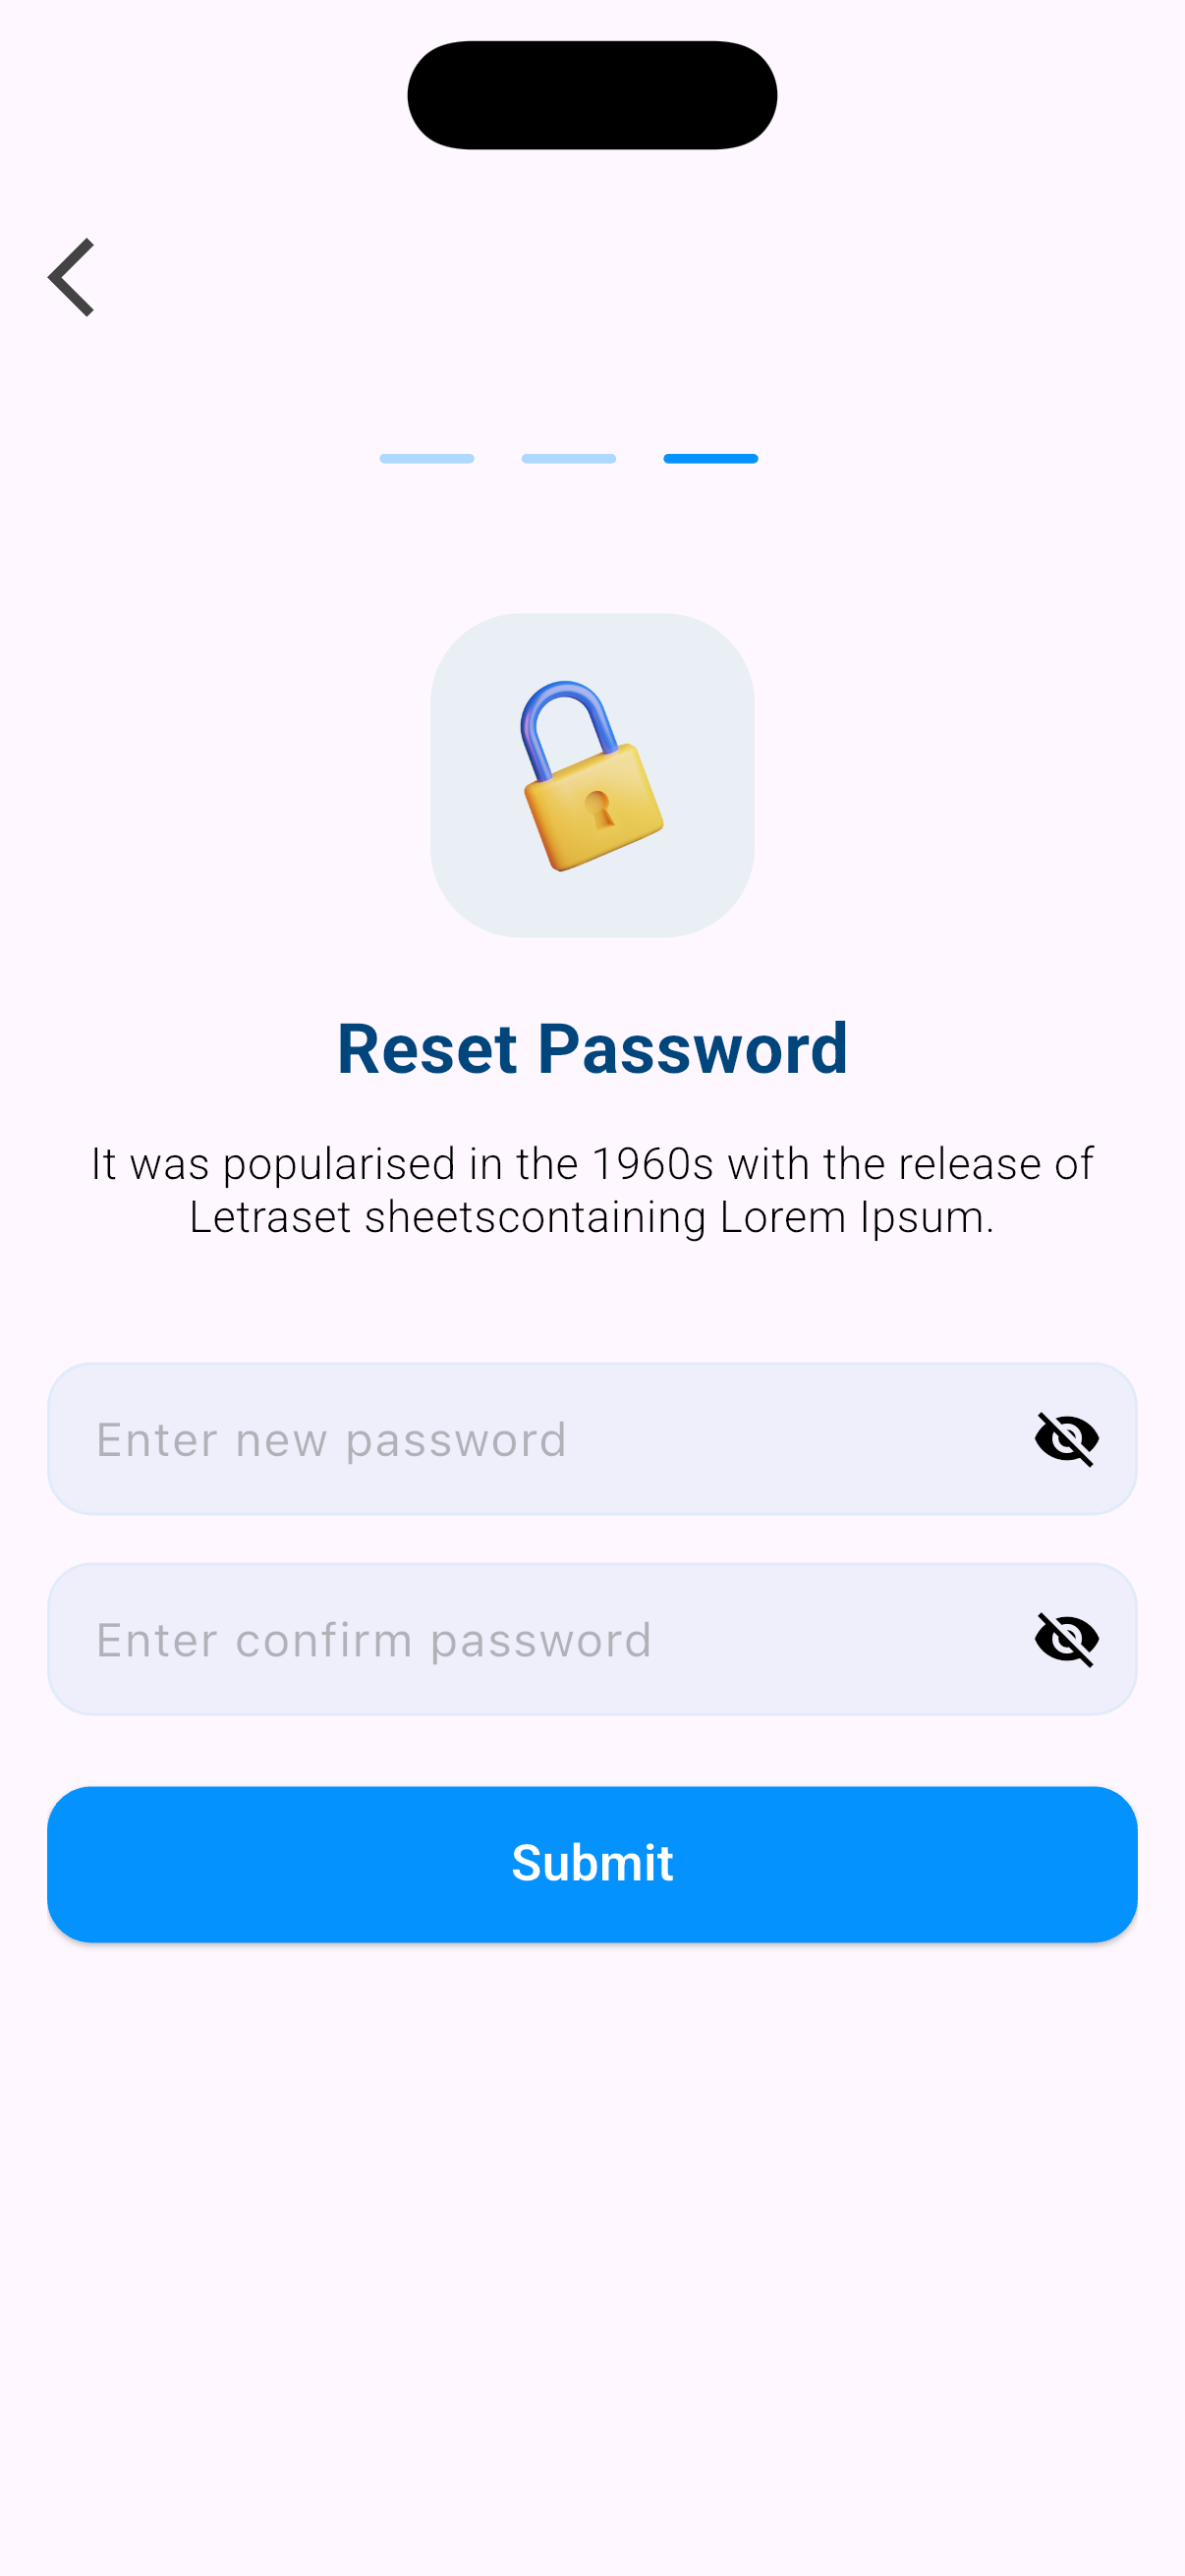 Reset Password
It was popularised in the 1960s with the release of
Letraset sheetscontaining Lorem Ipsum.
Enter new password
Enter confirm password
Submit